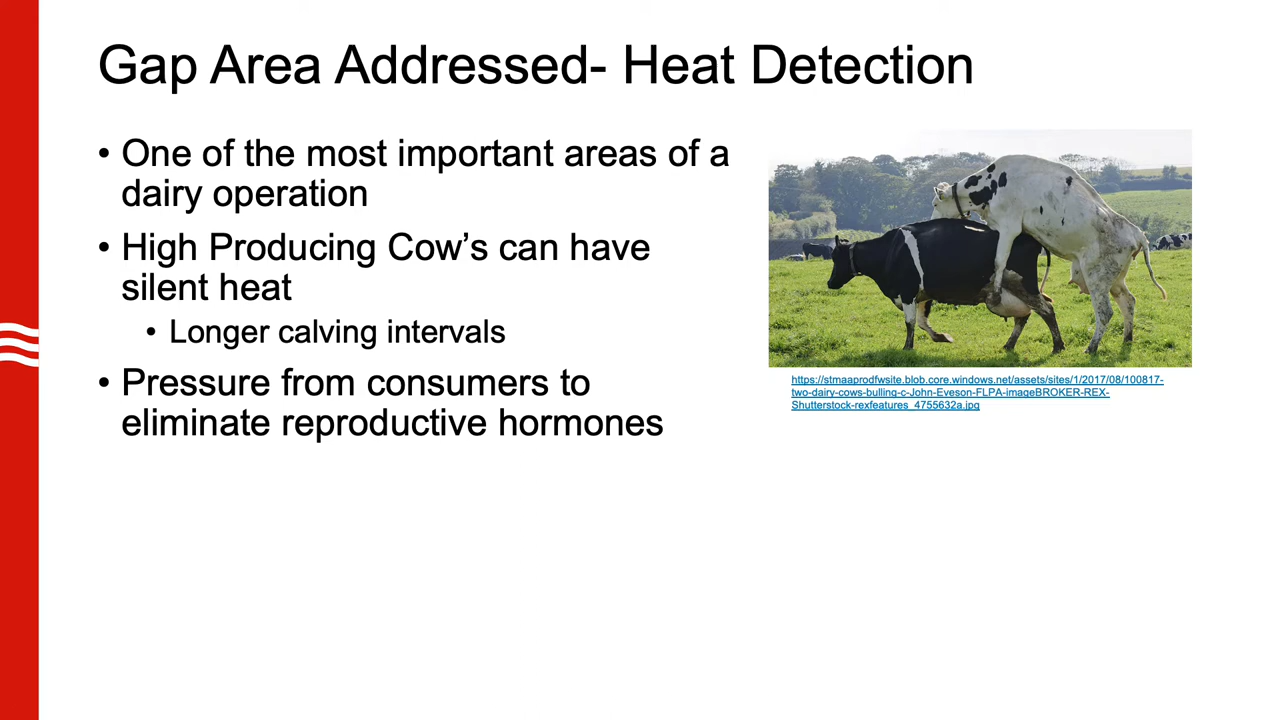 Gap Area Addressed- Heat Detection
• One of the most important areas of a
dairy operation
• High Producing Cow’s can have
silent heat
• Longer calving intervals
• Pressure from consumers to
eliminate reproductive hormones
https://stmaaprodfwsite.blob.core.windows.net/assets/sites/1/2017/08/100817-
two-dairy-cows-bulling-c-John-Eveson-FLPA-imageBROKER-REX-
Shutterstock-rexfeatures_4755632a.jpg